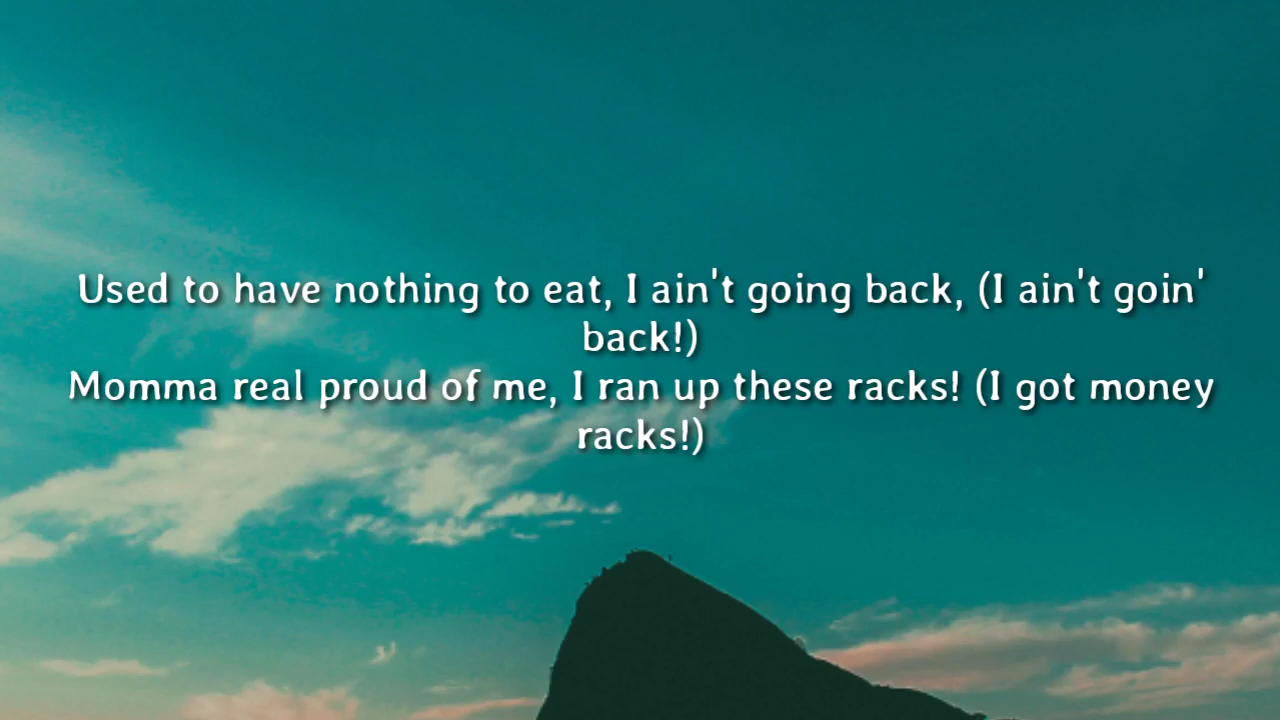 Used to have nothing to eat, I ain't going back, (I ain't goin'
back!)
Momma real proud of me, I ran up these racks! (I got money
racks!)